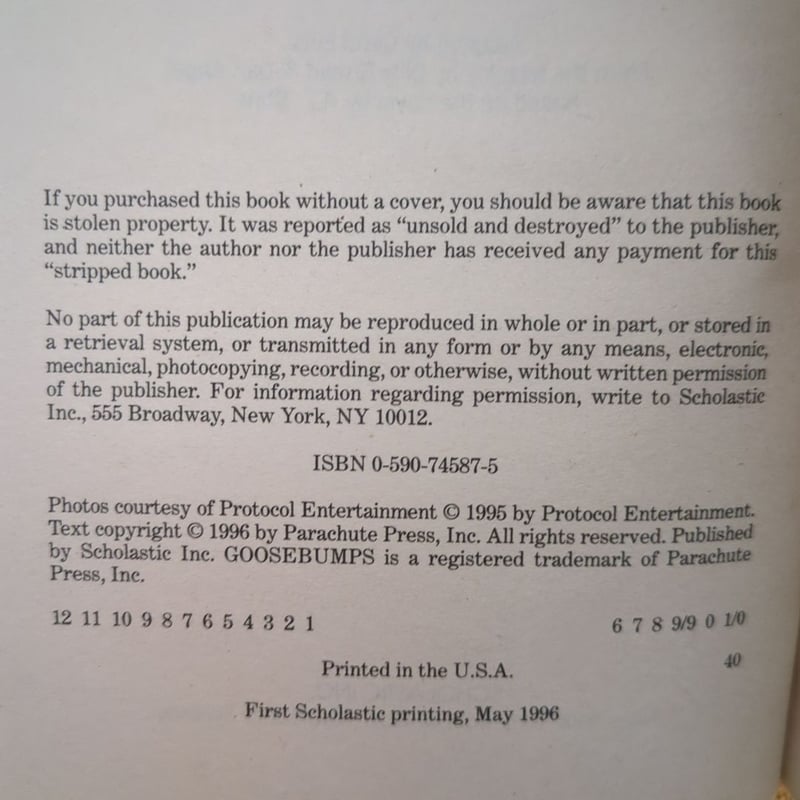 If you purchased this book without a cover, you should be aware that this book
is stolen property. It was reported as “unsold and destroyed” to the publisher,
and neither the author nor the publisher has received any payment for this
“stripped book.”
No part of this publication may be reproduced in whole or in part, or stored in
a retrieval system, or transmitted in any form or by any means, electronic,
mechanical, photocopying, recording, or otherwise, without written permission
of the publisher. For information regarding permission, write to Scholastic
Inc., 555 Broadway, New York, NY 10012.
ISBN 0-590-74587-5
Photos courtesy of Protocol Entertainment © 1995 by Protocol Entertainment.
Text copyright © 1996 by Parachute Press, Inc. All rights reserved. Published
by Scholastic Inc. GOOSEBUMPS is a registered trademark of Parachute
Press, Inc.
12 11 10 9 8 7 6 5 4 3 2 1 6 7 8 9/9 0 1/0
40
Printed in the U.S.A.
First Scholastic printing, May 1996